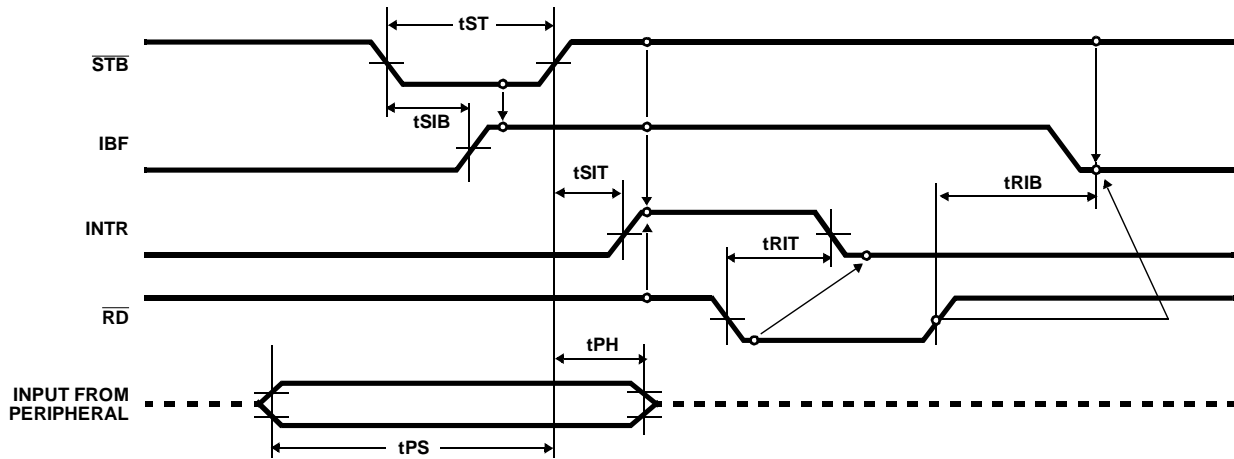 tST
STB
tSIB
IBF
tSIT
tRIB
INTR
tRIT
RD
tPH
INPUT FROM
PERIPHERAL
tPS